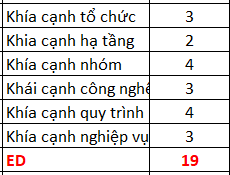 Khía cạnh tổ chức 3
Khia cạnh hạ tầng 2
Khía cạnh nhóm 4
Khái cạnh công nghệ 3
Khía cạnh quy trình 4
Khía cạnh nghiệp vụ 3
ED 19